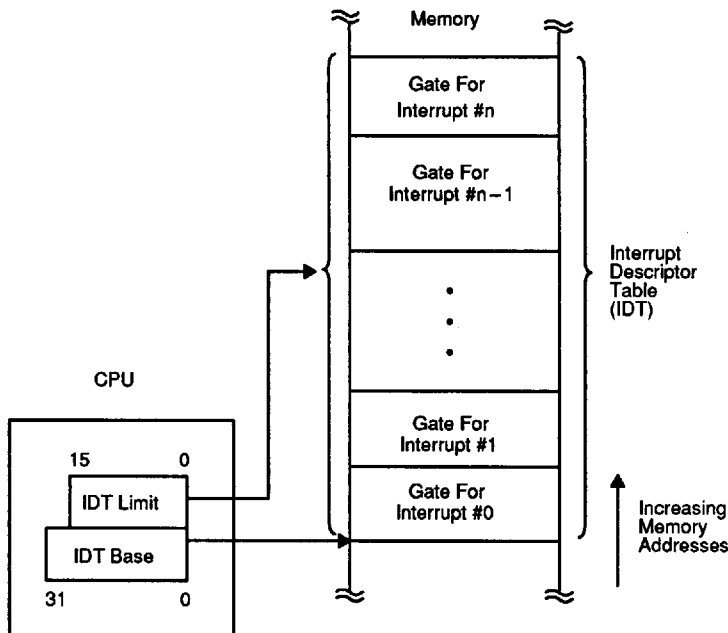 Memory
Gate For
Interrupt #n
Gate For
Interrupt #n–1
Interrupt
Descriptor
Table
(IDT)
CPU
Gate For
Interrupt #1
15 0
IDT Limit
Gate For
Interrupt #0
Increasing
Memory
Addresses
IDT Base
31 0